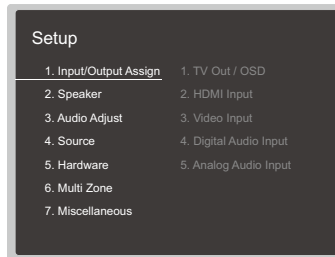 Setup
1. Input/Output Assign
2. Speaker
3. Audio Adjust
4. Source
5. Hardware
6. Multi Zone
7. Miscellaneous
1. TV Out / OSD
2. HDMI Input
3. Video Input
4. Digital Audio Input
5. Analog Audio Input